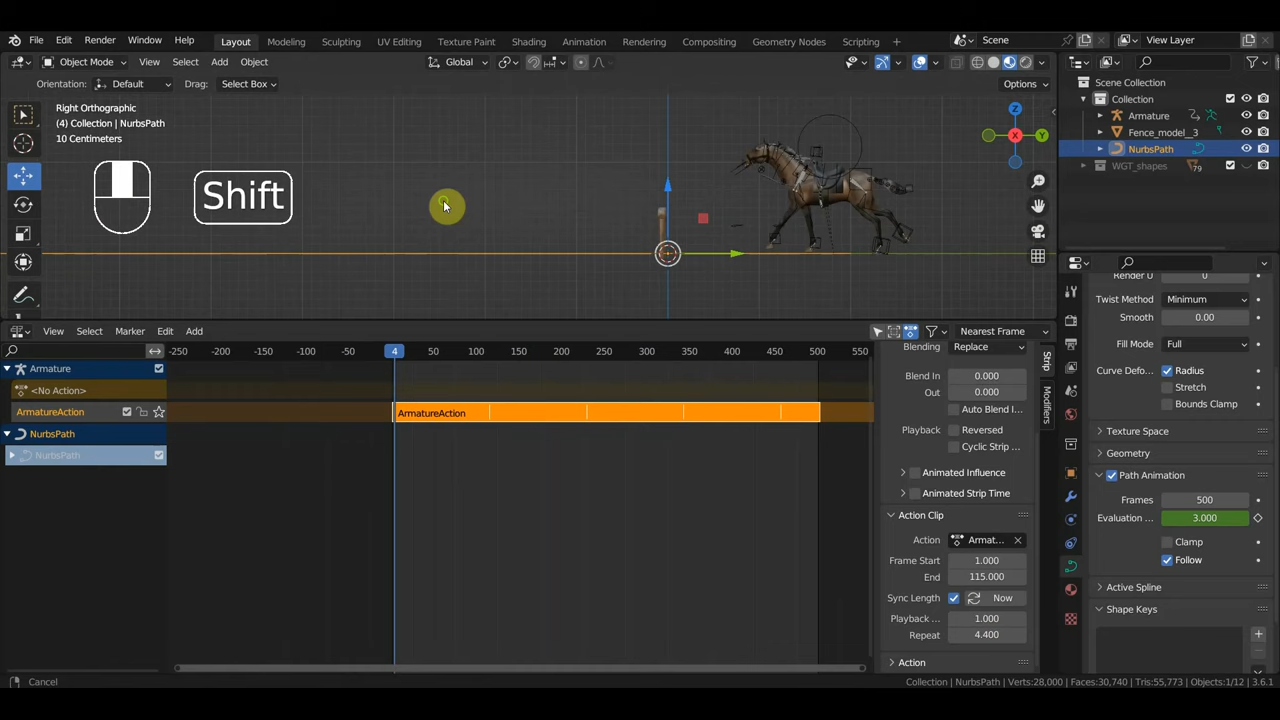 File Edit Render Window Help Layout Modeling Sculpting UV Editing Texture Paint Shading Animation Rendering Compositing Geometry Nodes Scripting + Scene View Layer
Object Mode View Select Add Object Global
Orientation: Default Drag: Select Box Options
Right Orthographic
(4) Collection | NurbsPath
10 Centimeters
Shift
Z
X
Y
Scene Collection
Collection
Armature
Fence_model__3
NurbsPath
WGT_shapes 79
View Select Marker Edit Add Nearest Frame
-250 -200 -150 -100 -50 4 50 100 150 200 250 300 350 400 450 500 550
Armature
<No Action>
ArmatureAction ArmatureAction
NurbsPath
NurbsPath
Blending Replace
Blend In 0.000
Out 0.000
Auto Blend I...
Playback Reversed
Cyclic Strip ...
Animated Influence
Animated Strip Time
Action Clip
Action Armat...
Frame Start 1.000
End 115.000
Sync Length Now
Playback ... 1.000
Repeat 4.400
Action
Strip
Modifiers
Render U 0
Twist Method Minimum
Smooth 0.00
Fill Mode Full
Curve Defo... Radius
Stretch
Bounds Clamp
Texture Space
Geometry
Path Animation
Frames 500
Evaluation ... 3.000
Clamp
Follow
Active Spline
Shape Keys
Cancel Collection | NurbsPath | Verts:28,000 | Faces:30,740 | Tris:55,773 | Objects:1/12 | 3.6.1